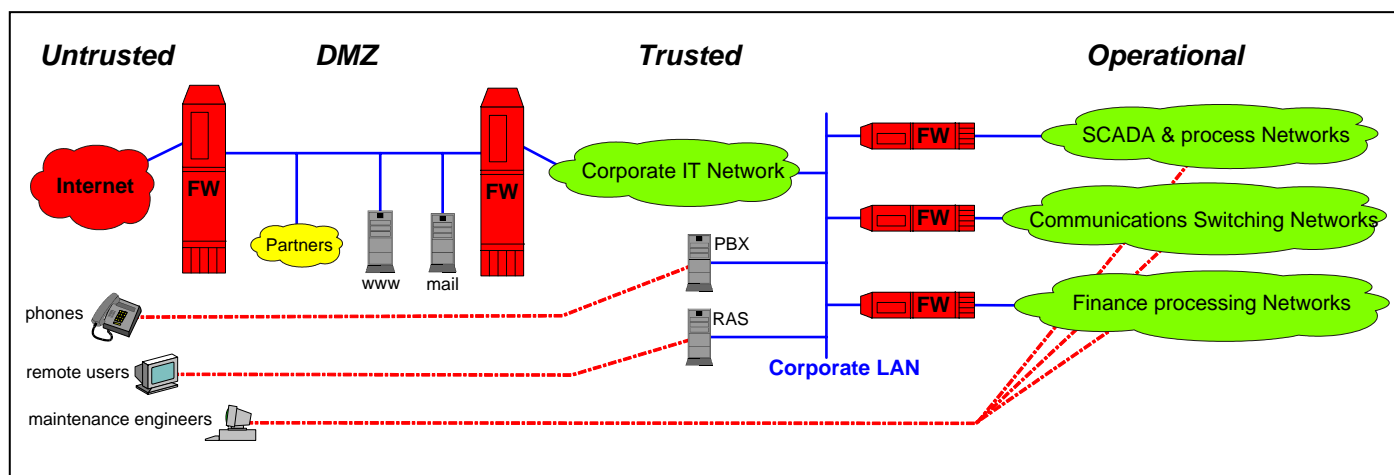 Untrusted
DMZ
Trusted
Operational
Internet
FW
Partners
www
mail
FW
Corporate IT Network
FW
SCADA & process Networks
FW
Communications Switching Networks
FW
Finance processing Networks
PBX
RAS
Corporate LAN
phones
remote users
maintenance engineers